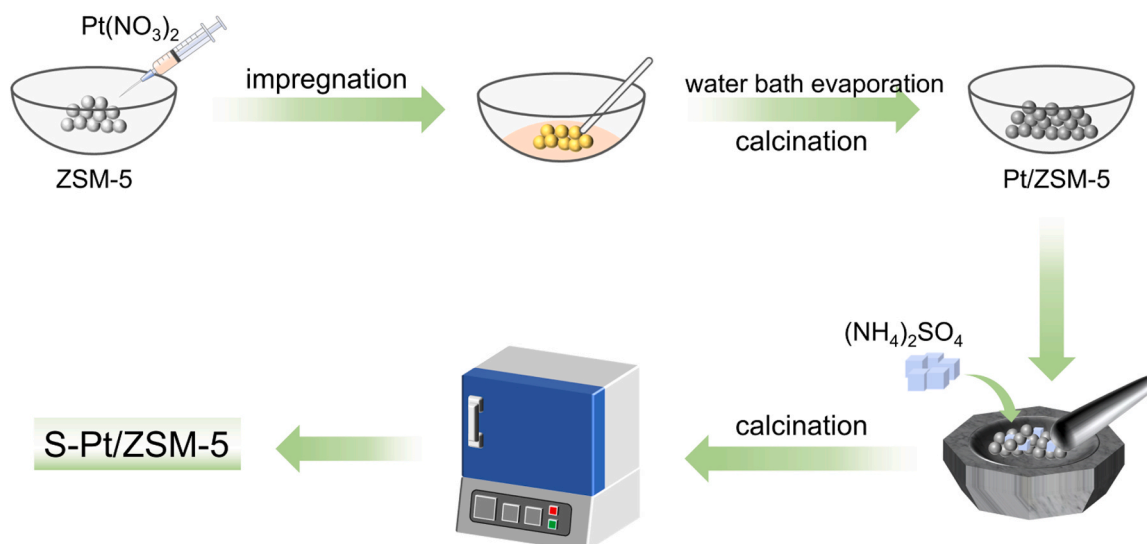 Pt(NO₃)₂
impregnation
water bath evaporation
calcination
ZSM-5
Pt/ZSM-5
(NH₄)₂SO₄
calcination
S-Pt/ZSM-5